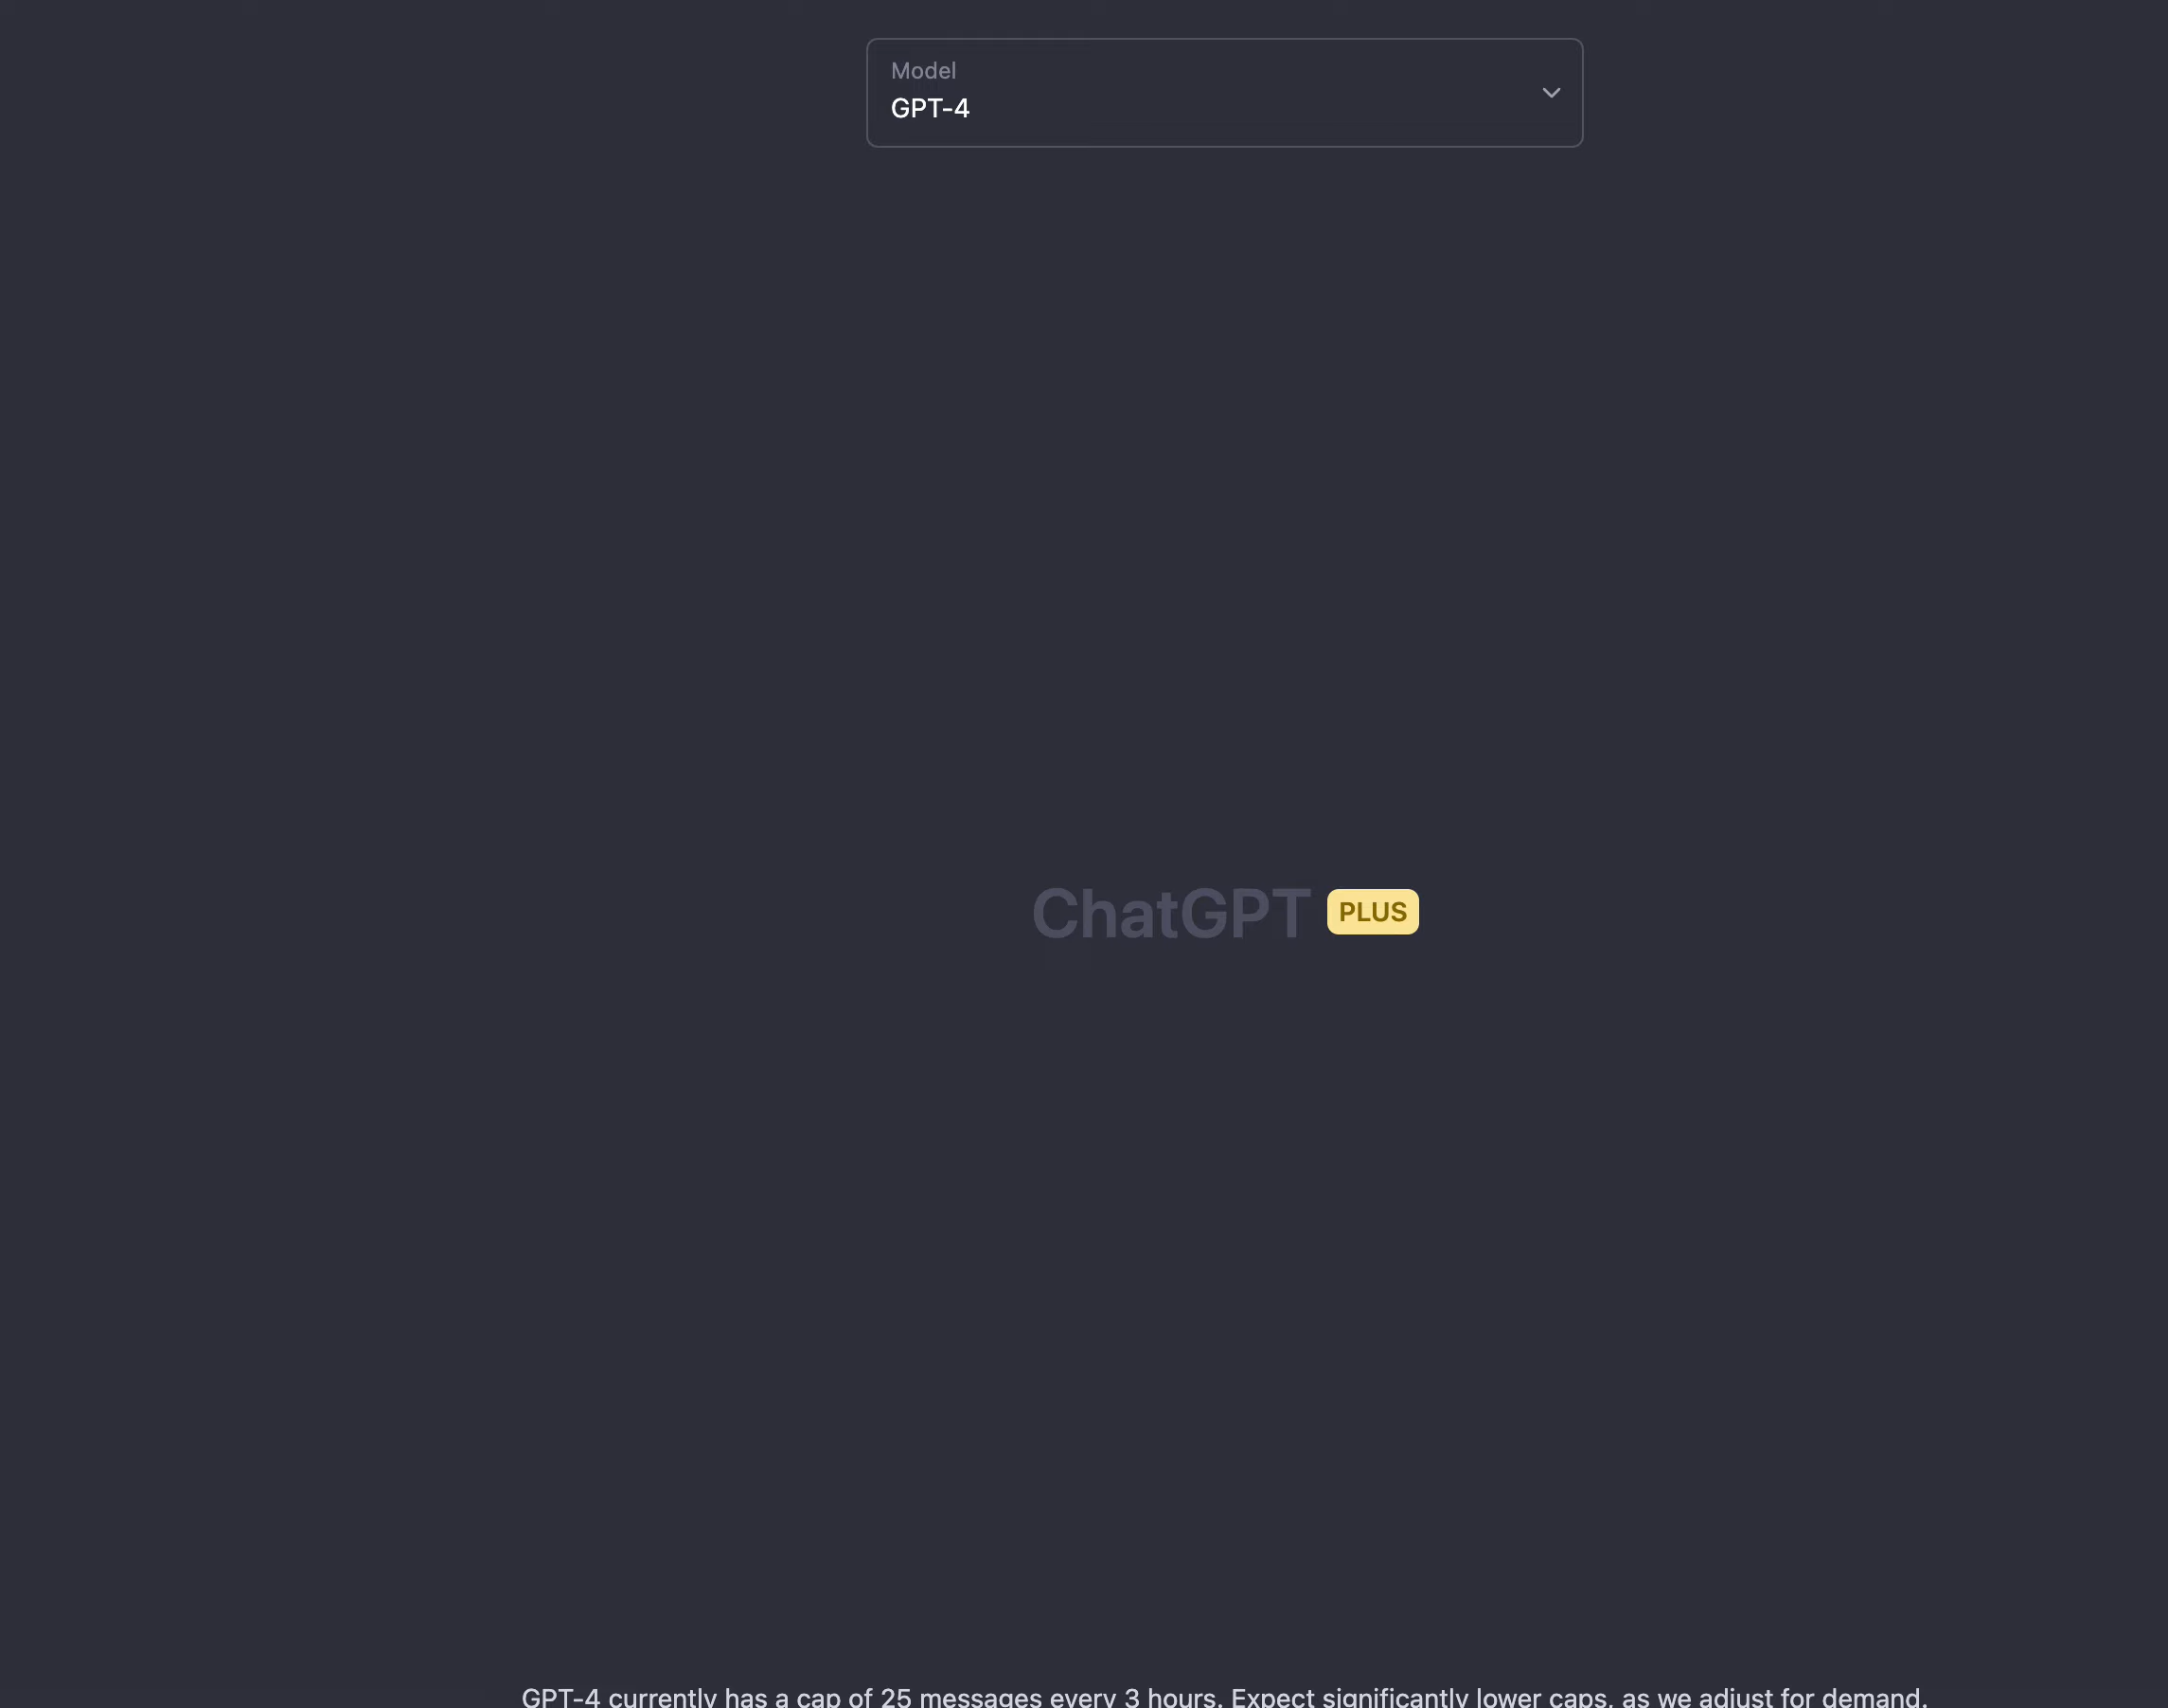 Model
GPT-4
ChatGPT PLUS
GPT-4 currently has a cap of 25 messages every 3 hours. Expect significantly lower caps, as we adjust for demand.